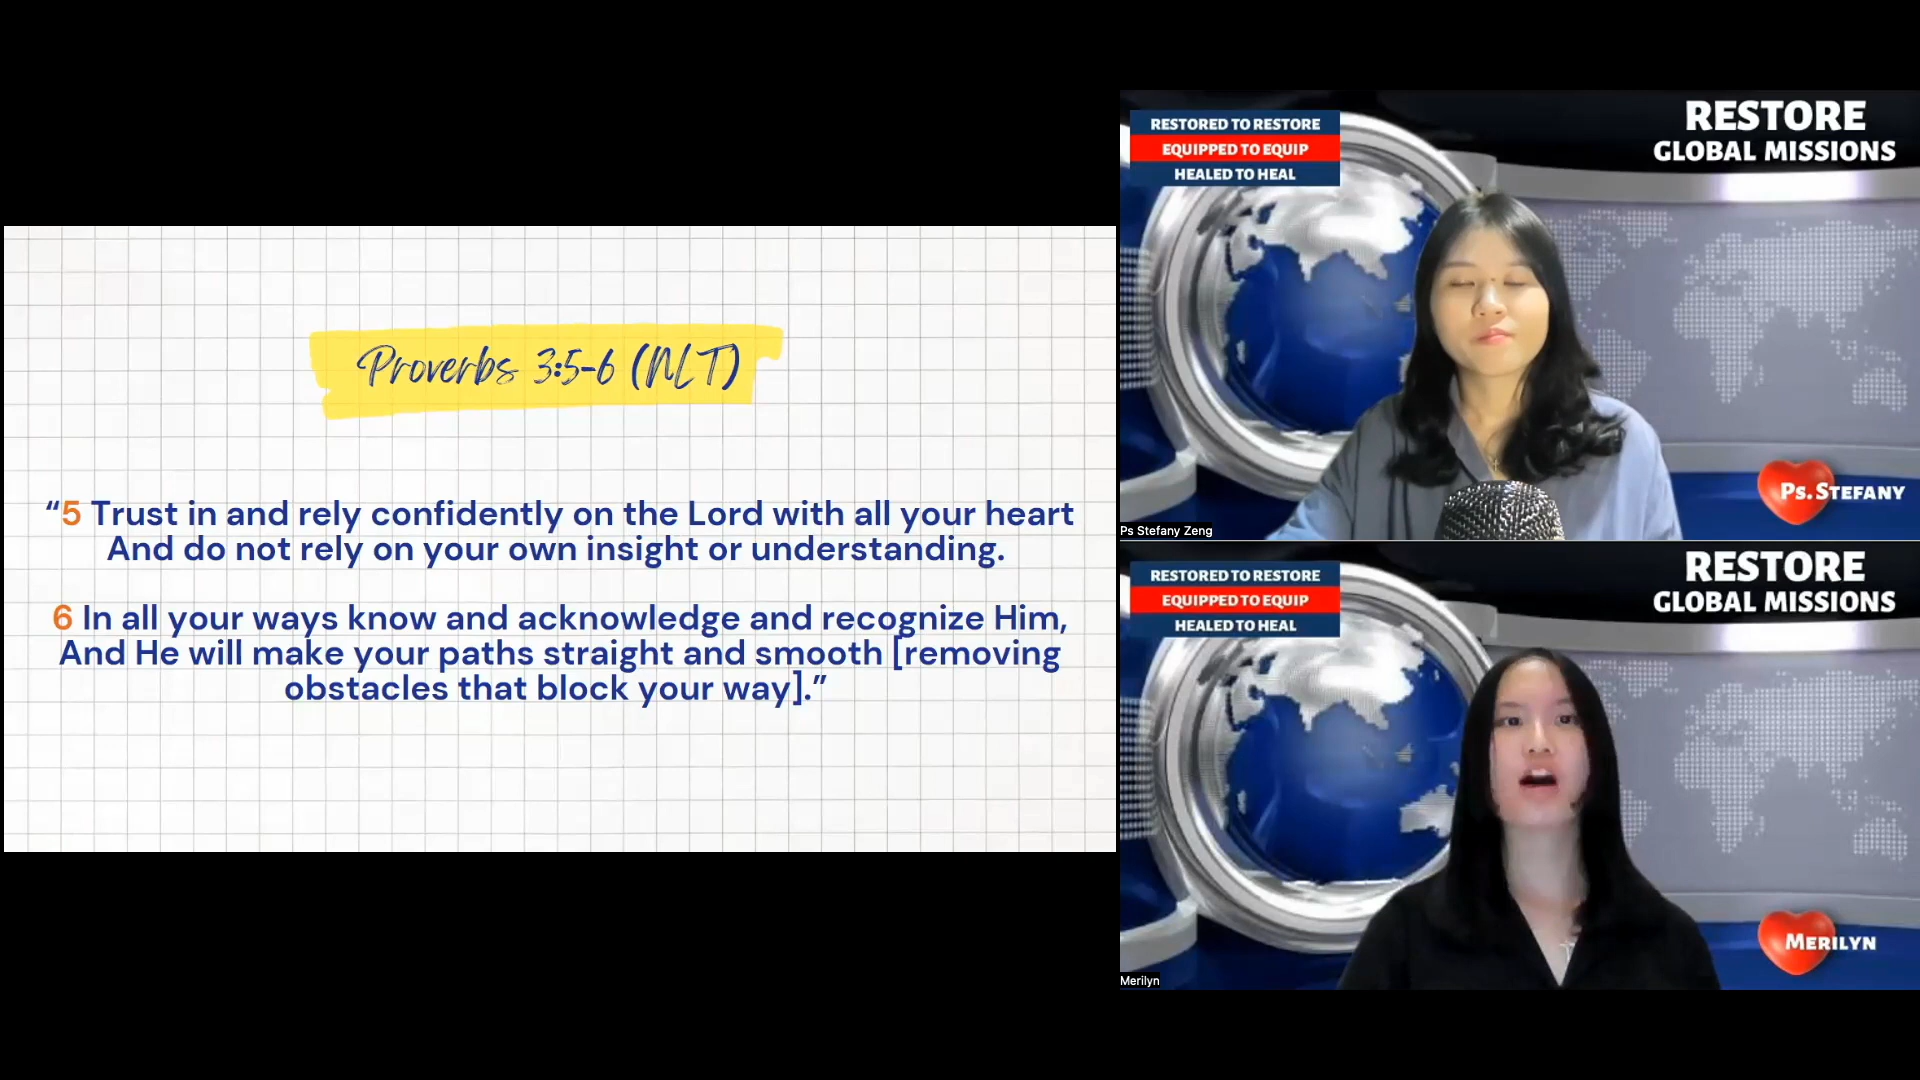 Proverbs 3:5-6 (NLT)
“5 Trust in and rely confidently on the Lord with all your heart
And do not rely on your own insight or understanding.
6 In all your ways know and acknowledge and recognize Him,
And He will make your paths straight and smooth [removing
obstacles that block your way].”
RESTORED TO RESTORE
EQUIPPED TO EQUIP
HEALED TO HEAL
RESTORE
GLOBAL MISSIONS
Ps. STEFANY
Ps Stefany Zeng
RESTORED TO RESTORE
EQUIPPED TO EQUIP
HEALED TO HEAL
RESTORE
GLOBAL MISSIONS
MERILYN
Merilyn